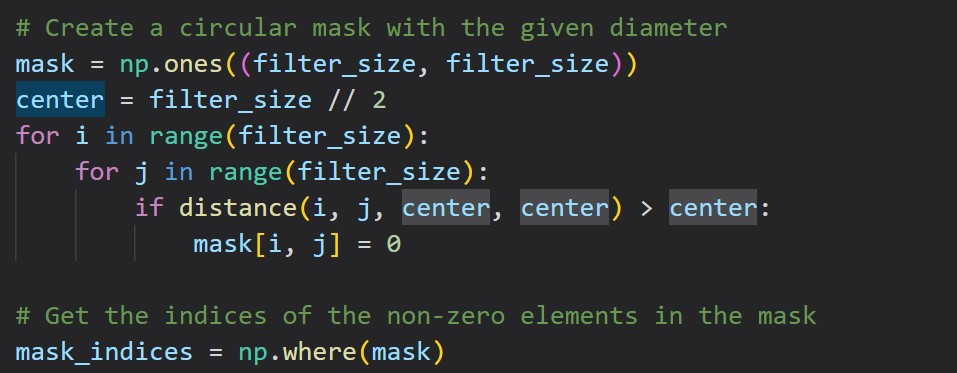 # Create a circular mask with the given diameter
mask = np.ones((filter_size, filter_size))
center = filter_size // 2
for i in range(filter_size):
    for j in range(filter_size):
        if distance(i, j, center, center) > center:
            mask[i, j] = 0

# Get the indices of the non-zero elements in the mask
mask_indices = np.where(mask)